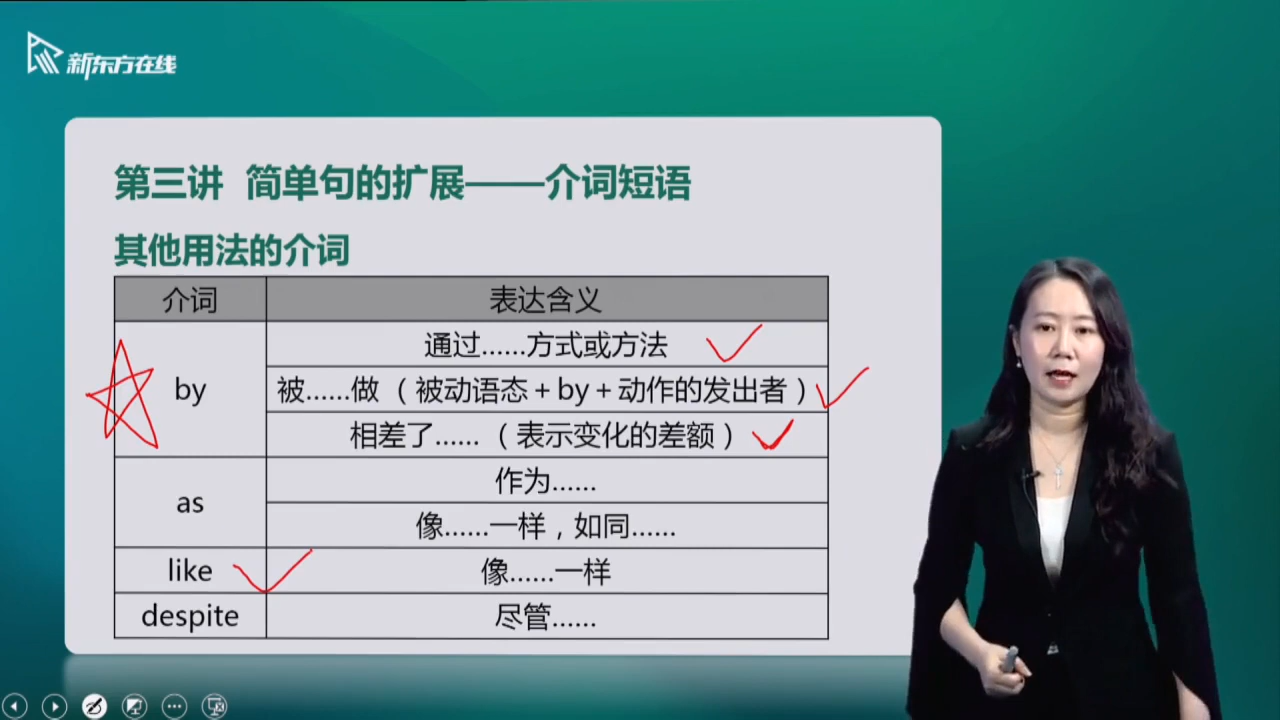 新东方在线
第三讲 简单句的扩展——介词短语
其他用法的介词
介词 表达含义
by
通过……方式或方法
被……做（被动语态+by+动作的发出者）
相差了……（表示变化的差额）
as
作为……
像……一样，如同……
like 像……一样
despite 尽管……